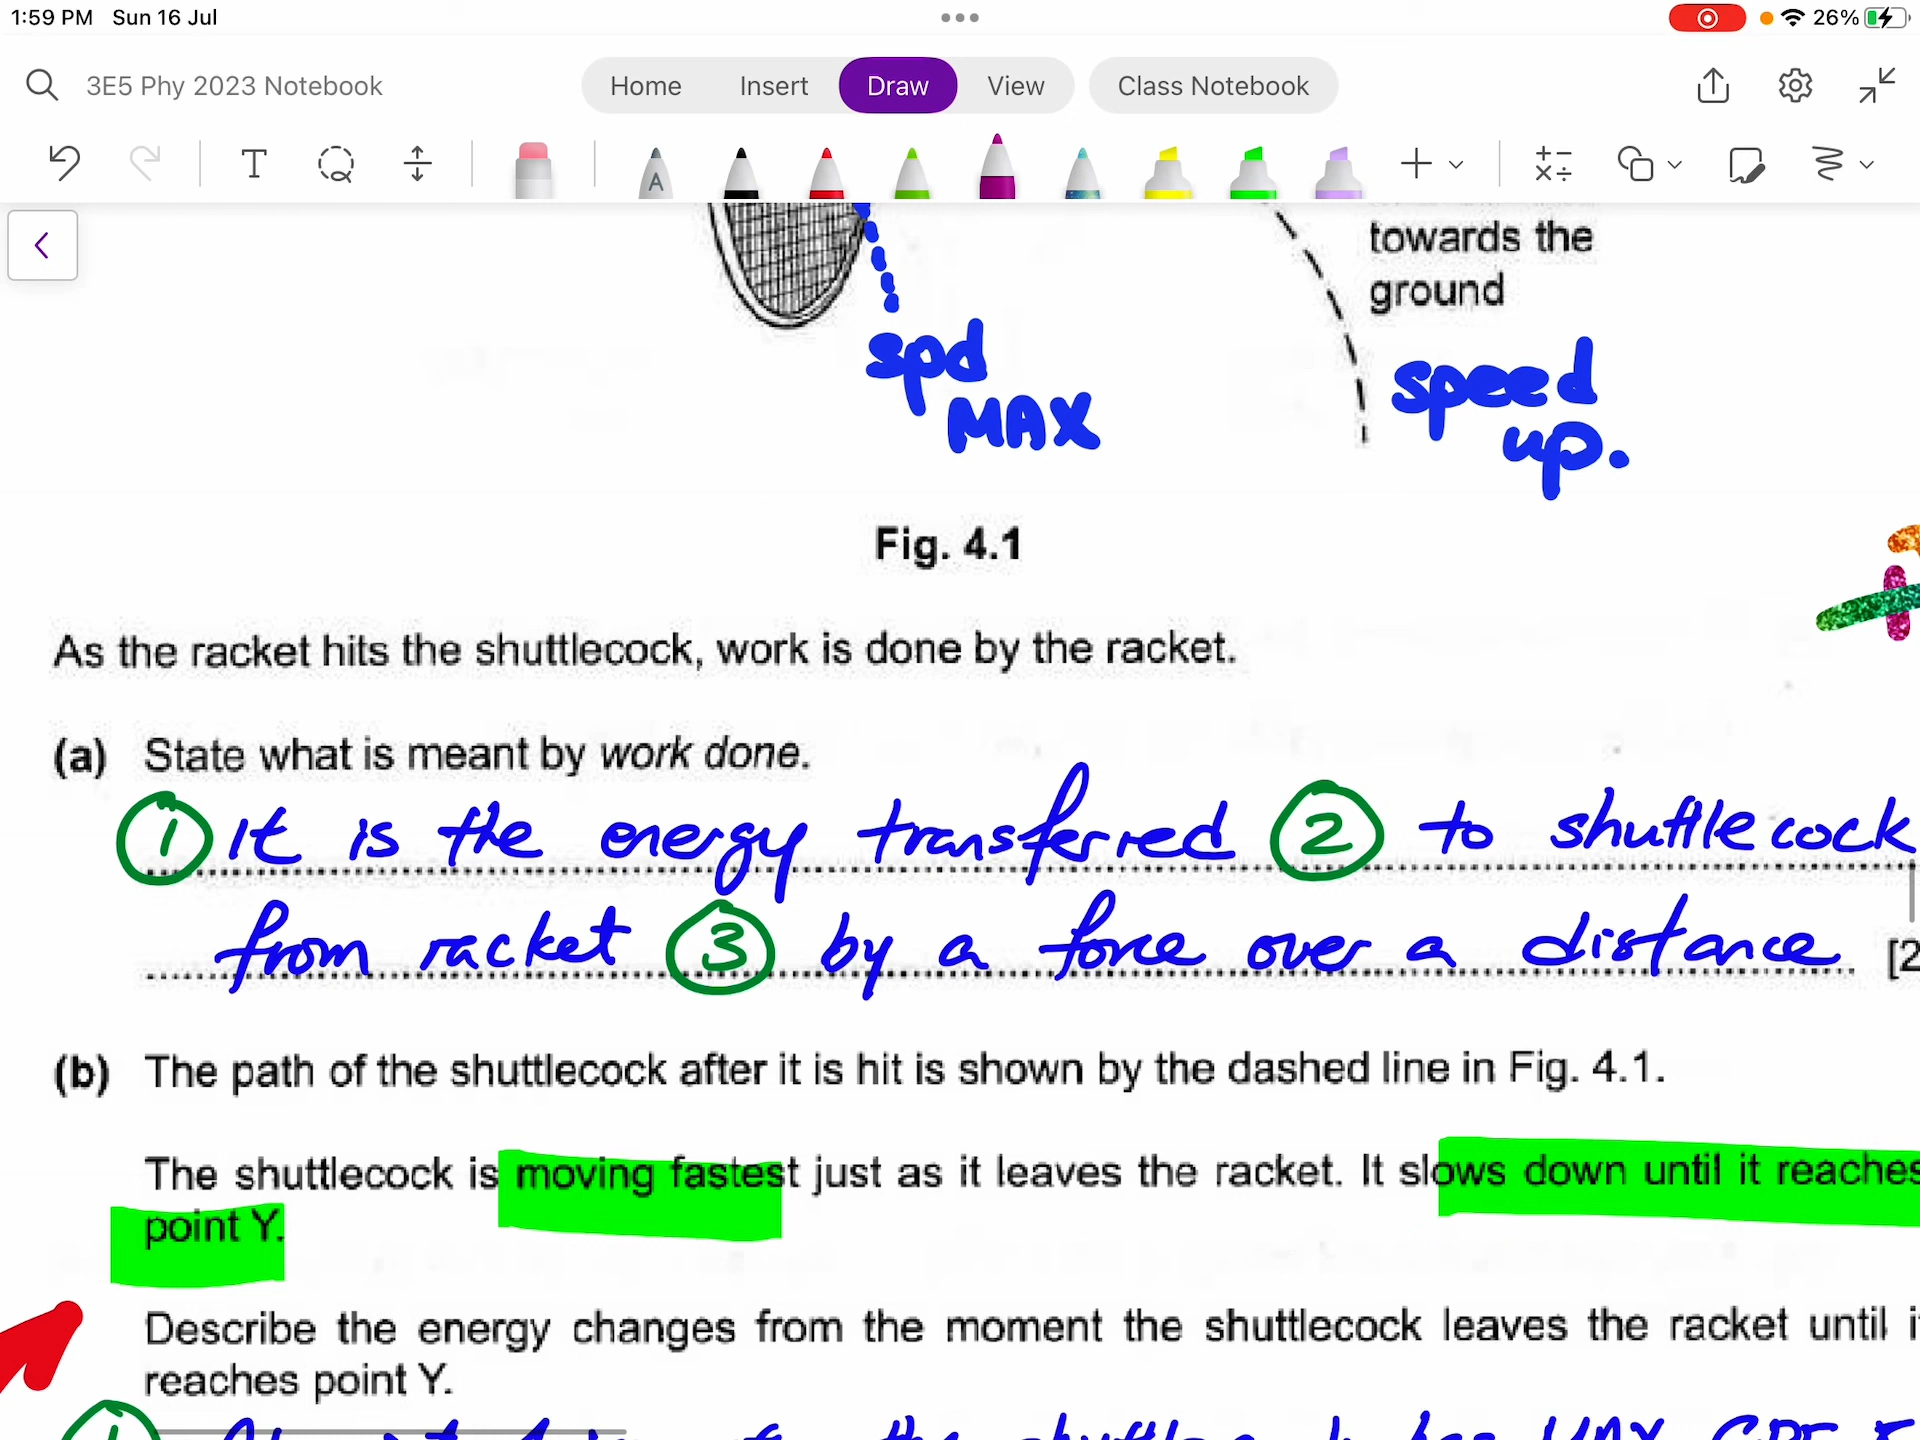 1:59 PM Sun 16 Jul
26%
3E5 Phy 2023 Notebook
Home Insert Draw View Class Notebook
T A
towards the
ground
spd
MAX
speed
up.
Fig. 4.1
As the racket hits the shuttlecock, work is done by the racket.
(a) State what is meant by work done.
① It is the energy transferred ② to shuttlecock
from racket ③ by a force over a distance [2
(b) The path of the shuttlecock after it is hit is shown by the dashed line in Fig. 4.1.
The shuttlecock is moving fastest just as it leaves the racket. It slows down until it reaches
point Y.
Describe the energy changes from the moment the shuttlecock leaves the racket until i
reaches point Y.
the